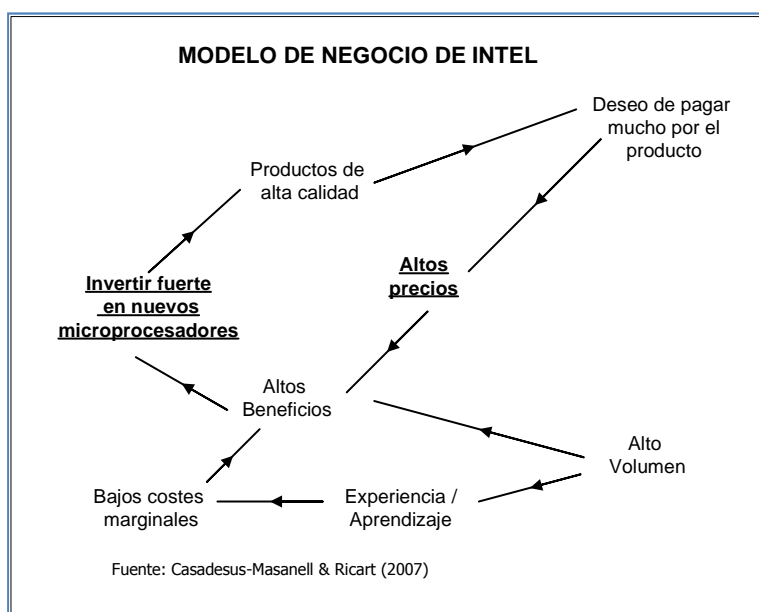 MODELO DE NEGOCIO DE INTEL
Deseo de pagar
mucho por el
producto
Productos de
alta calidad
Altos
precios
Invertir fuerte
en nuevos
microprocesadores
Altos
Beneficios
Alto
Volumen
Bajos costes
marginales
Experiencia /
Aprendizaje
Fuente: Casadesus-Masanell & Ricart (2007)